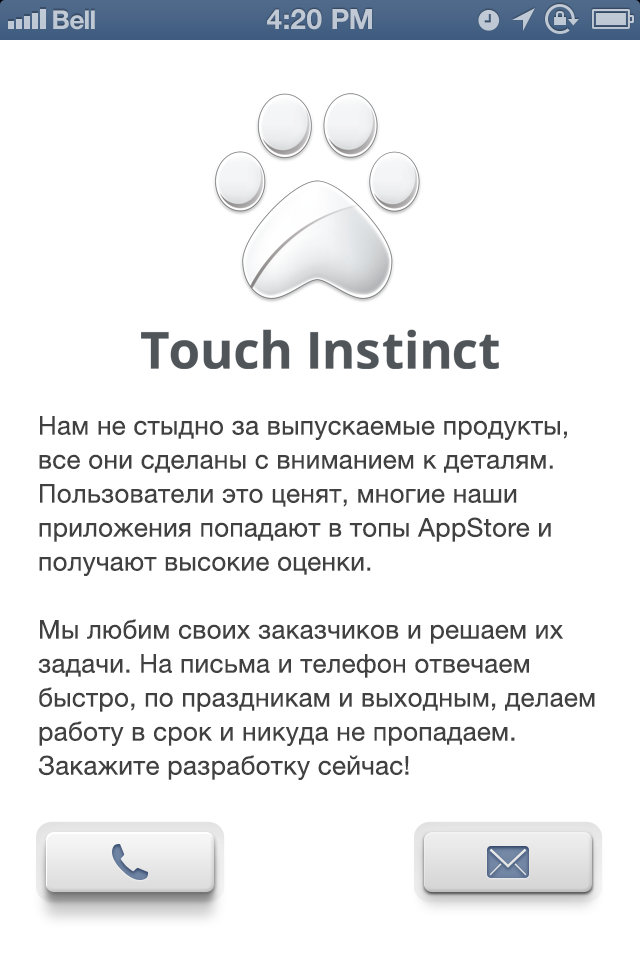 Bell 4:20 PM
Touch Instinct
Нам не стыдно за выпускаемые продукты,
все они сделаны с вниманием к деталям.
Пользователи это ценят, многие наши
приложения попадают в топы AppStore и
получают высокие оценки.
Мы любим своих заказчиков и решаем их
задачи. На письма и телефон отвечаем
быстро, по праздникам и выходным, делаем
работу в срок и никуда не пропадаем.
Закажите разработку сейчас!